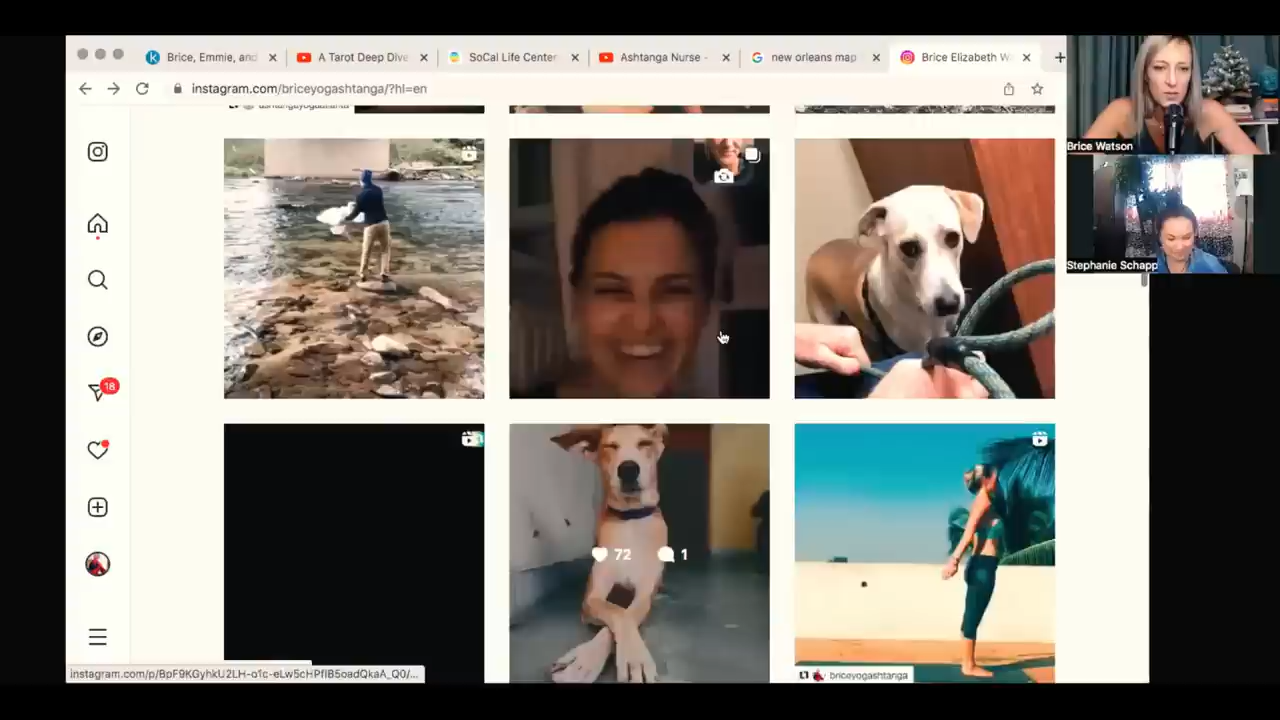 Brice, Emmie, and
A Tarot Deep Dive
SoCal Life Center
Ashtanga Nurse -
new orleans map
Brice Elizabeth W
instagram.com/briceyogashtanga/?hl=en
Brice Watson
Stephanie Schapp
18
72
1
briceyogashtanga